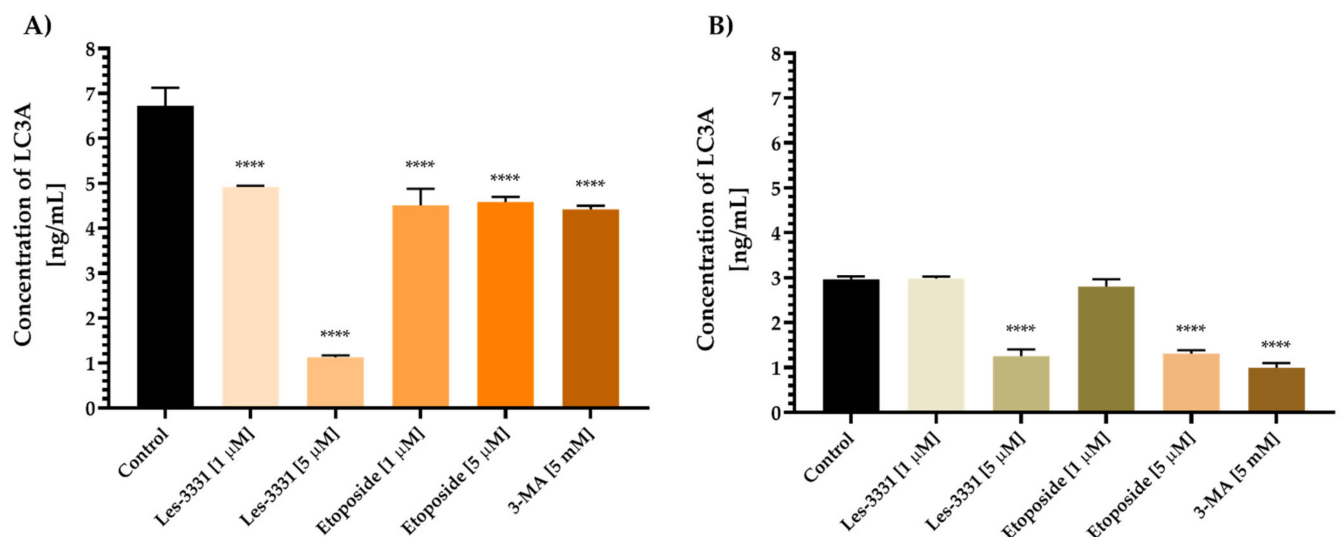 A)
Concentration of LC3A
[ng/mL]
8
7
6
5
4
3
2
1
0
****
****
****
****
****
Control
Les-3331 [1 μM]
Les-3331 [5 μM]
Etoposide [1 μM]
Etoposide [5 μM]
3-MA [5 mM]
B)
Concentration of LC3A
[ng/mL]
8
7
6
5
4
3
2
1
0
****
****
****
Control
Les-3331 [1 μM]
Les-3331 [5 μM]
Etoposide [1 μM]
Etoposide [5 μM]
3-MA [5 mM]